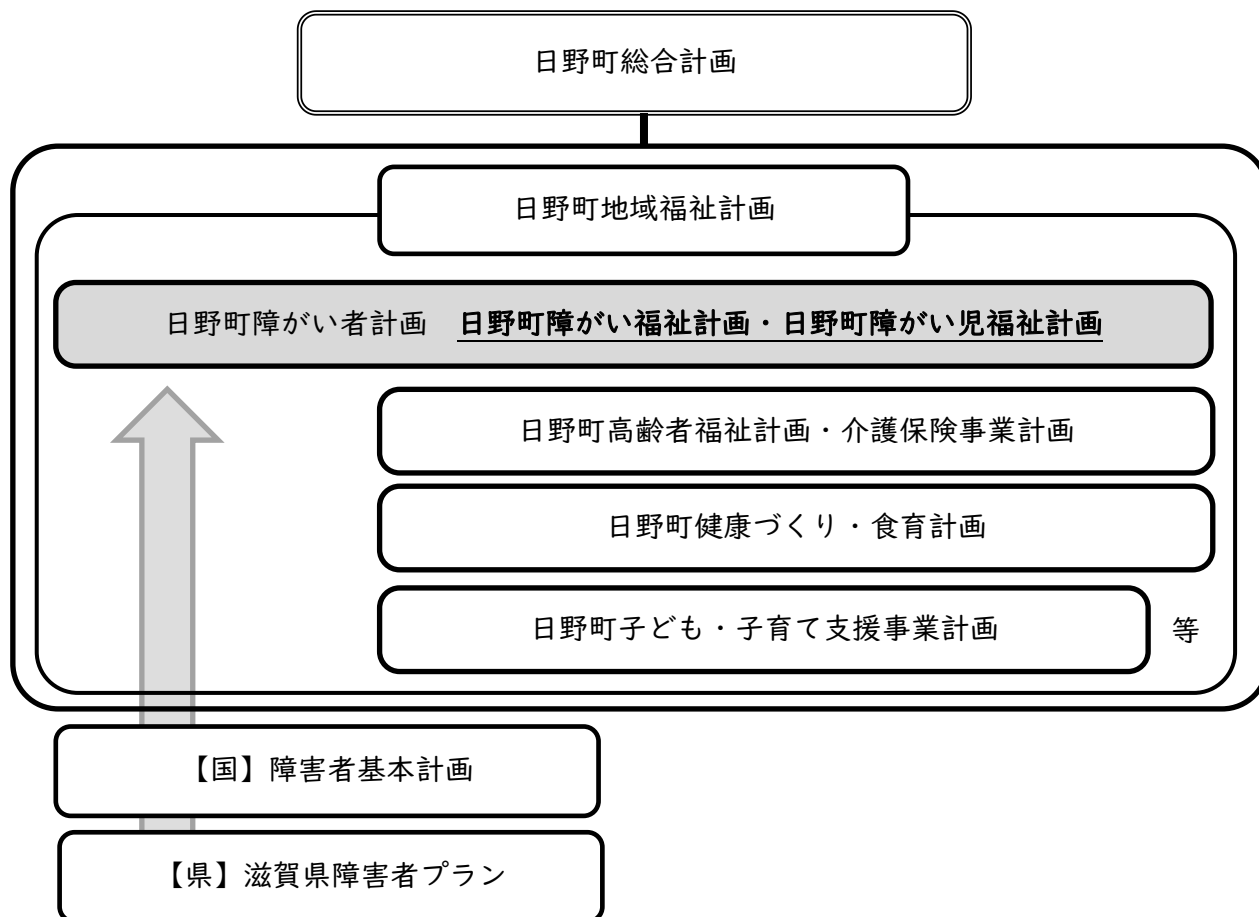 日野町総合計画
日野町地域福祉計画
日野町障がい者計画　日野町障がい福祉計画・日野町障がい児福祉計画
日野町高齢者福祉計画・介護保険事業計画
日野町健康づくり・食育計画
日野町子ども・子育て支援事業計画　等
【国】障害者基本計画
【県】滋賀県障害者プラン